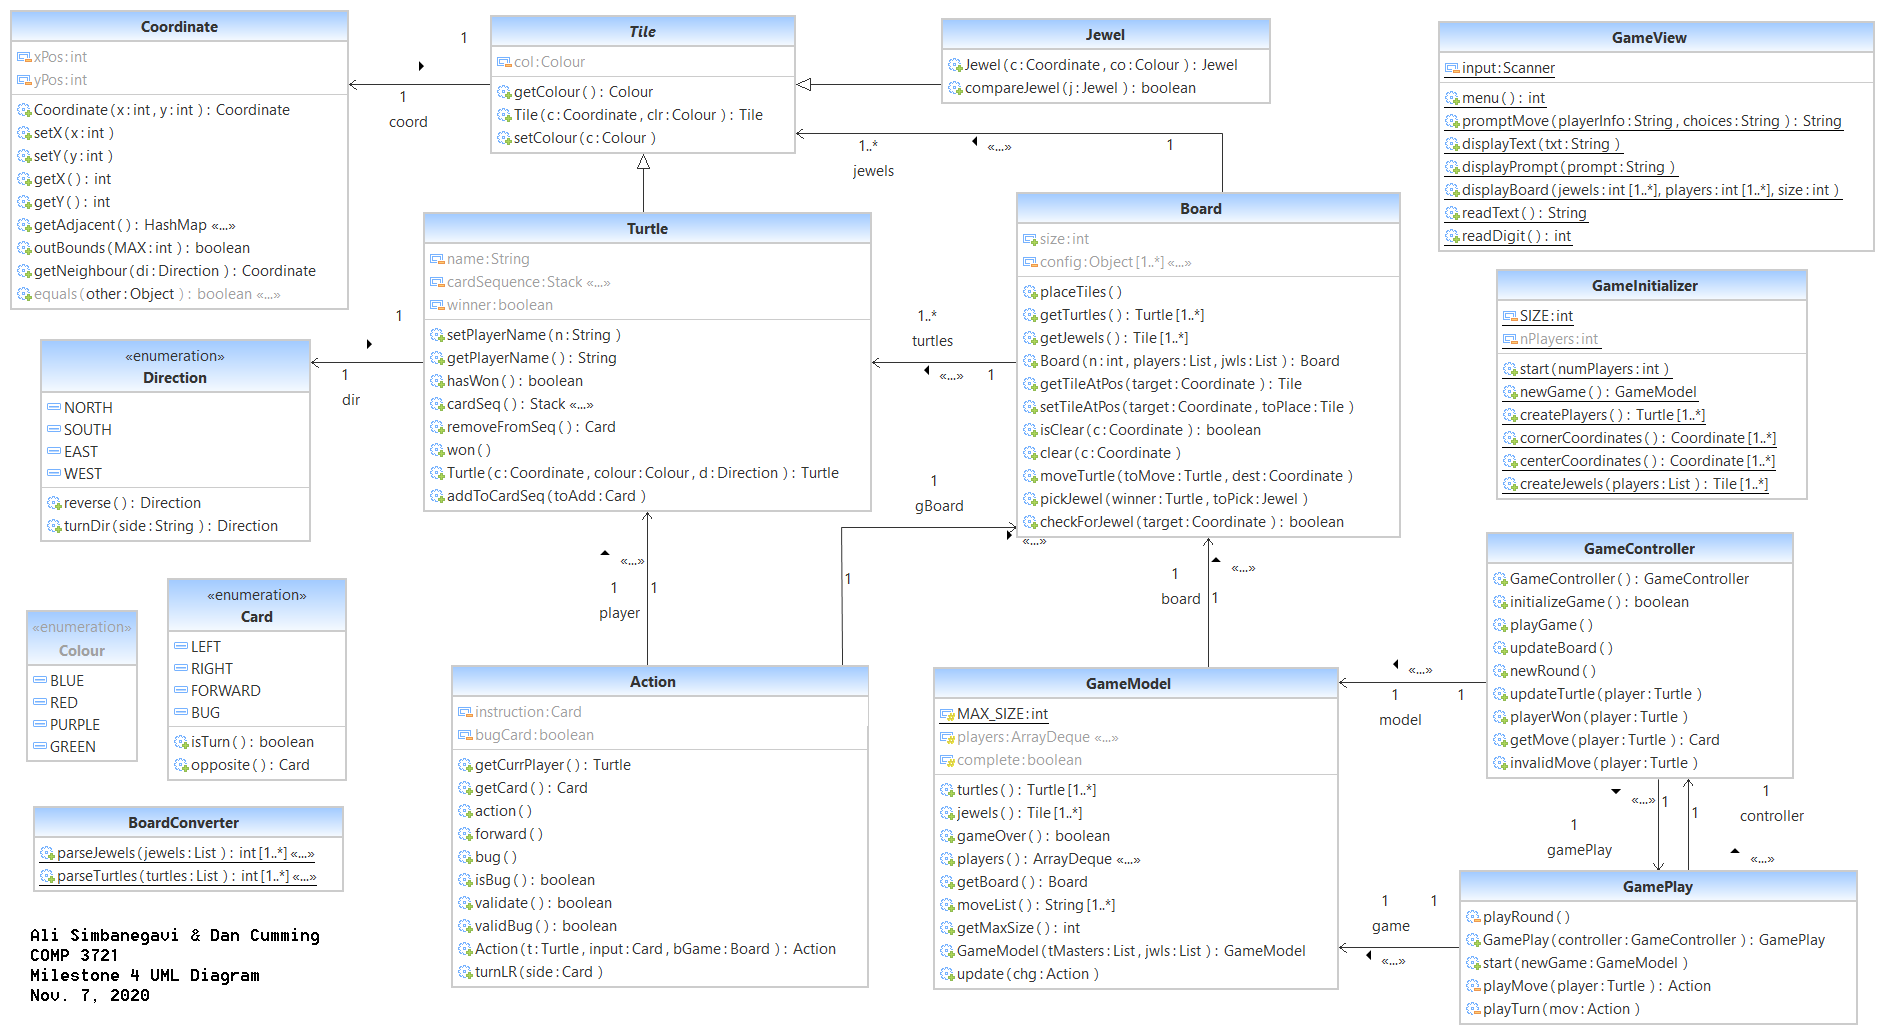 Coordinate
xPos:int
yPos:int
Coordinate(x:int, y:int): Coordinate
setX(x:int)
setY(y:int)
getX(): int
getY(): int
getAdjacent(): HashMap «...»
outBounds(MAX:int): boolean
getNeighbour(di:Direction): Coordinate
equals(other:Object): boolean «...»
1
1
coord
Tile
col:Colour
getColour(): Colour
Tile(c:Coordinate, clr:Colour): Tile
setColour(c:Colour)
Jewel
Jewel(c:Coordinate, co:Colour): Jewel
compareJewel(j:Jewel): boolean
1..*
jewels
«...»
1
GameView
input:Scanner
menu(): int
promptMove(playerInfo:String, choices:String): String
displayText(txt:String)
displayPrompt(prompt:String)
displayBoard(jewels:int[1..*], players:int[1..*], size:int)
readText(): String
readDigit(): int
Turtle
name:String
cardSequence:Stack «...»
winner:boolean
setPlayerName(n:String)
getPlayerName(): String
hasWon(): boolean
cardSeq(): Stack «...»
removeFromSeq(): Card
won()
Turtle(c:Coordinate, colour:Colour, d:Direction): Turtle
addToCardSeq(toAdd:Card)
1
1
dir
1..*
turtles
«...»
1
Board
size:int
config:Object[1..*] «...»
placeTiles()
getTurtles(): Turtle[1..*]
getJewels(): Tile[1..*]
Board(n:int, players:List, jwls:List): Board
getTileAtPos(target:Coordinate): Tile
setTileAtPos(target:Coordinate, toPlace:Tile)
isClear(c:Coordinate): boolean
clear(c:Coordinate)
moveTurtle(toMove:Turtle, dest:Coordinate)
pickJewel(winner:Turtle, toPick:Jewel)
checkForJewel(target:Coordinate): boolean
GameInitializer
SIZE:int
nPlayers:int
start(numPlayers:int)
newGame(): GameModel
createPlayers(): Turtle[1..*]
cornerCoordinates(): Coordinate[1..*]
centerCoordinates(): Coordinate[1..*]
createJewels(players:List): Tile[1..*]
«enumeration»
Direction
NORTH
SOUTH
EAST
WEST
reverse(): Direction
turnDir(side:String): Direction
1
gBoard
«...»
1
«...»
1
1
player
1
board
«...»
1
«enumeration»
Colour
BLUE
RED
PURPLE
GREEN
«enumeration»
Card
LEFT
RIGHT
FORWARD
BUG
isTurn(): boolean
opposite(): Card
BoardConverter
parseJewels(jewels:List): int[1..*] «...»
parseTurtles(turtles:List): int[1..*] «...»
Action
instruction:Card
bugCard:boolean
getCurrPlayer(): Turtle
getCard(): Card
action()
forward()
bug()
isBug(): boolean
validate(): boolean
validBug(): boolean
Action(t:Turtle, input:Card, bGame:Board): Action
turnLR(side:Card)
GameModel
MAX_SIZE:int
players:ArrayDeque «...»
complete:boolean
turtles(): Turtle[1..*]
jewels(): Tile[1..*]
gameOver(): boolean
players(): ArrayDeque «...»
getBoard(): Board
moveList(): String[1..*]
getMaxSize(): int
GameModel(tMasters:List, jwls:List): GameModel
update(chg:Action)
GameController
GameController(): GameController
initializeGame(): boolean
playGame()
updateBoard()
newRound()
updateTurtle(player:Turtle)
playerWon(player:Turtle)
getMove(player:Turtle): Card
invalidMove(player:Turtle)
«...»
1
1
model
«...»
1
1
gamePlay
1
1
controller
«...»
1
1
game
«...»
GamePlay
playRound()
GamePlay(controller:GameController): GamePlay
start(newGame:GameModel)
playMove(player:Turtle): Action
playTurn(mov:Action)
Ali Simbanegavi & Dan Cumming
COMP 3721
Milestone 4 UML Diagram
Nov. 7, 2020